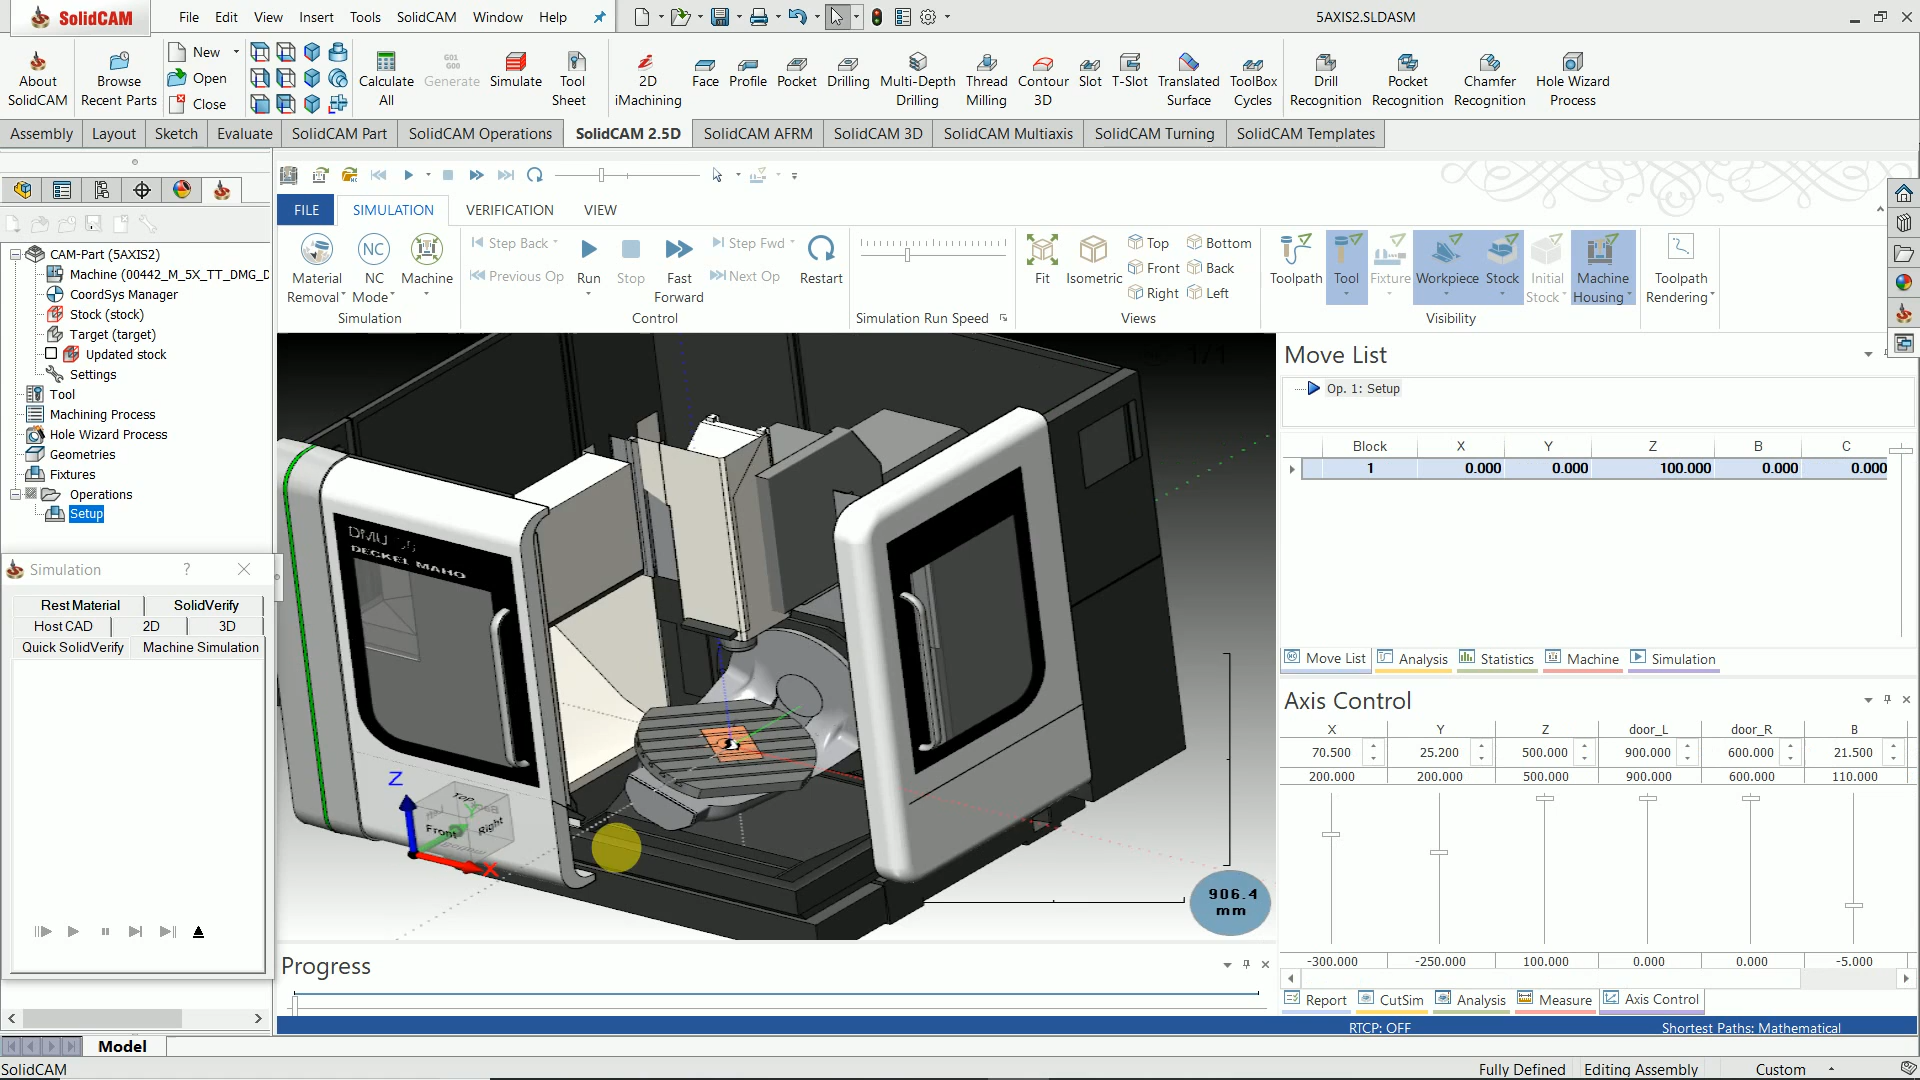 SolidCAM
File Edit View Insert Tools SolidCAM Window Help
5AXIS2.SLDASM
About SolidCAM
Browse Recent Parts
New
Open
Close
Calculate All
G01 G00
Generate
Simulate
Tool Sheet
2D iMachining
Face
Profile
Pocket
Drilling
Multi-Depth Drilling
Thread Milling
Contour 3D
Slot
T-Slot
Translated Surface
ToolBox Cycles
Drill Recognition
Pocket Recognition
Chamfer Recognition
Hole Wizard Process
Assembly Layout Sketch Evaluate SolidCAM Part SolidCAM Operations SolidCAM 2.5D SolidCAM AFRM SolidCAM 3D SolidCAM Multiaxis SolidCAM Turning SolidCAM Templates
FILE SIMULATION VERIFICATION VIEW
Material Removal
NC
NC Mode
Machine
Simulation
Step Back
Previous Op
Run
Stop
Fast Forward
Step Fwd
Next Op
Restart
Control
Simulation Run Speed
Fit
Isometric
Top Bottom
Front Back
Right Left
Views
Toolpath
Tool
Fixture
Workpiece
Stock
Initial Stock
Machine Housing
Visibility
Toolpath Rendering
CAM-Part (5AXIS2)
Machine (00442_M_5X_TT_DMG_D
CoordSys Manager
Stock (stock)
Target (target)
Updated stock
Settings
Tool
Machining Process
Hole Wizard Process
Geometries
Fixtures
Operations
Setup
Simulation ?
Rest Material SolidVerify
Host CAD 2D 3D
Quick SolidVerify Machine Simulation
1/1
DMU
DECKEL MAHO
Z
X
Top
Front
Right
906.4 mm
Move List
Op. 1: Setup
Block X Y Z B C
1 0.000 0.000 100.000 0.000 0.000
Move List Analysis Statistics Machine Simulation
Axis Control
X Y Z door_L door_R B
70.500 25.200 500.000 900.000 600.000 21.500
200.000 200.000 500.000 900.000 600.000 110.000
-300.000 -250.000 100.000 0.000 0.000 -5.000
Report CutSim Analysis Measure Axis Control
Progress
RTCP: OFF Shortest Paths: Mathematical
Model
SolidCAM
Fully Defined Editing Assembly Custom